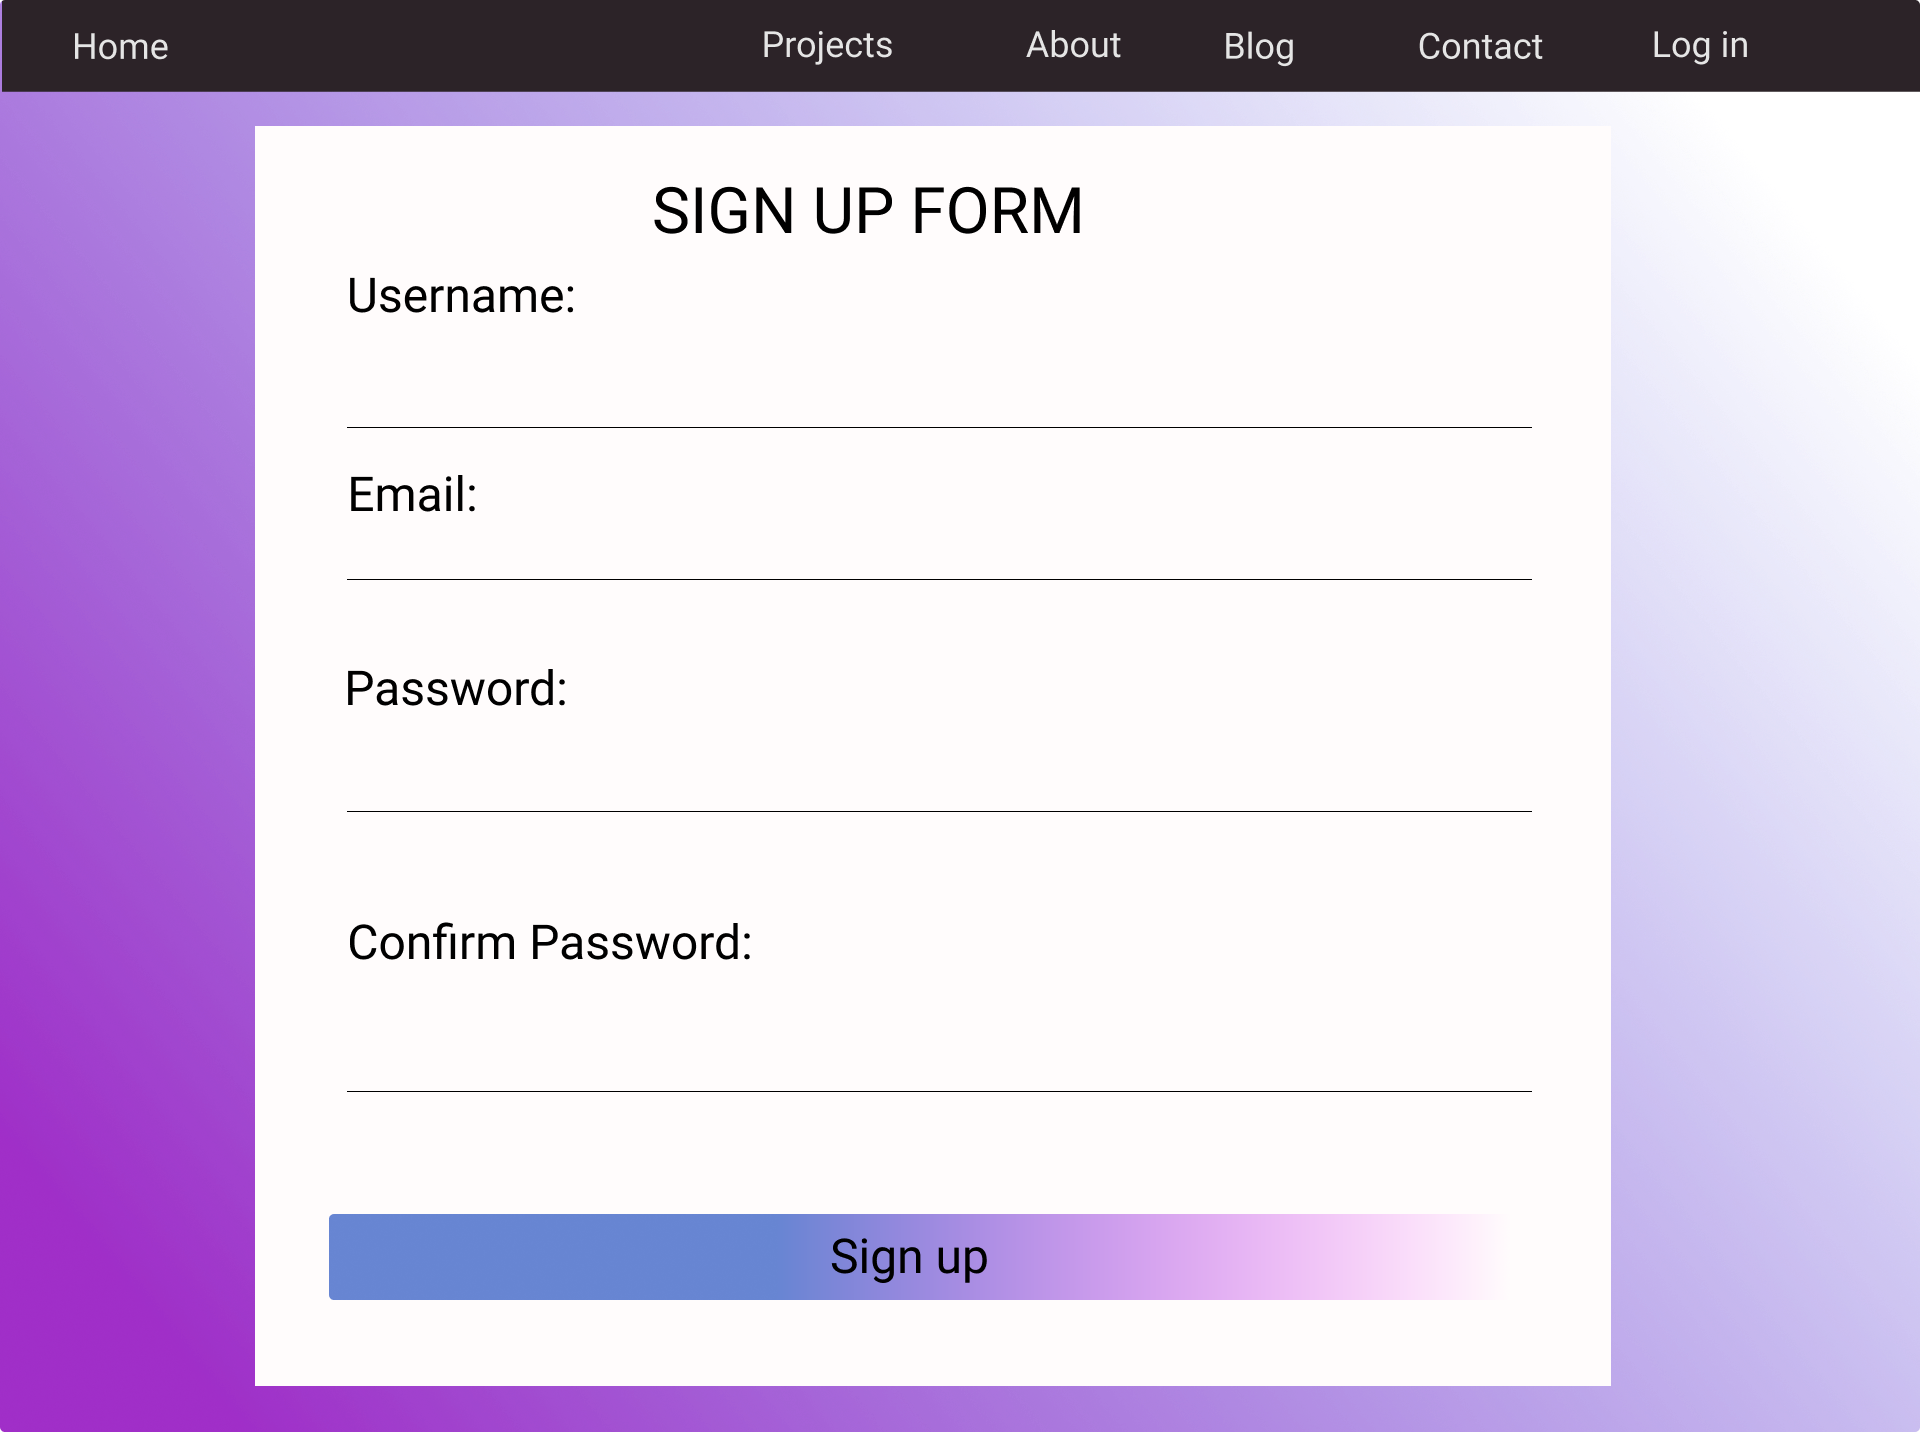 Home Projects About Blog Contact Log in
SIGN UP FORM
Username:
Email:
Password:
Confirm Password:
Sign up